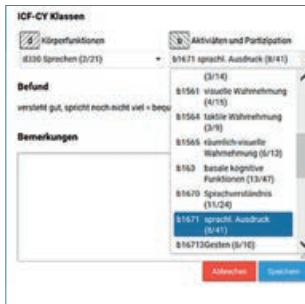 ICF-CY Klassen
d Körperfunktionen
b Aktiviäten und Partizipation
d330 Sprechen (2/21)
b1671 sprachl. Ausdruck (8/41)
(3/14)
b1561 visuelle Wahrnehmung
(4/15)
b1564 taktile Wahrnehmung
(3/9)
b1565 räumlich-visuelle
Wahrnehmung (6/13)
b163 basale kognitive
Funktionen (13/47)
b1670 Sprachverständnis
(11/24)
b1671 sprachl. Ausdruck
(8/41)
b16713Gesten (6/10)
Befund
versteht gut, spricht noch nicht viel = bequ
Bemerkungen
Abbrechen
Speichern